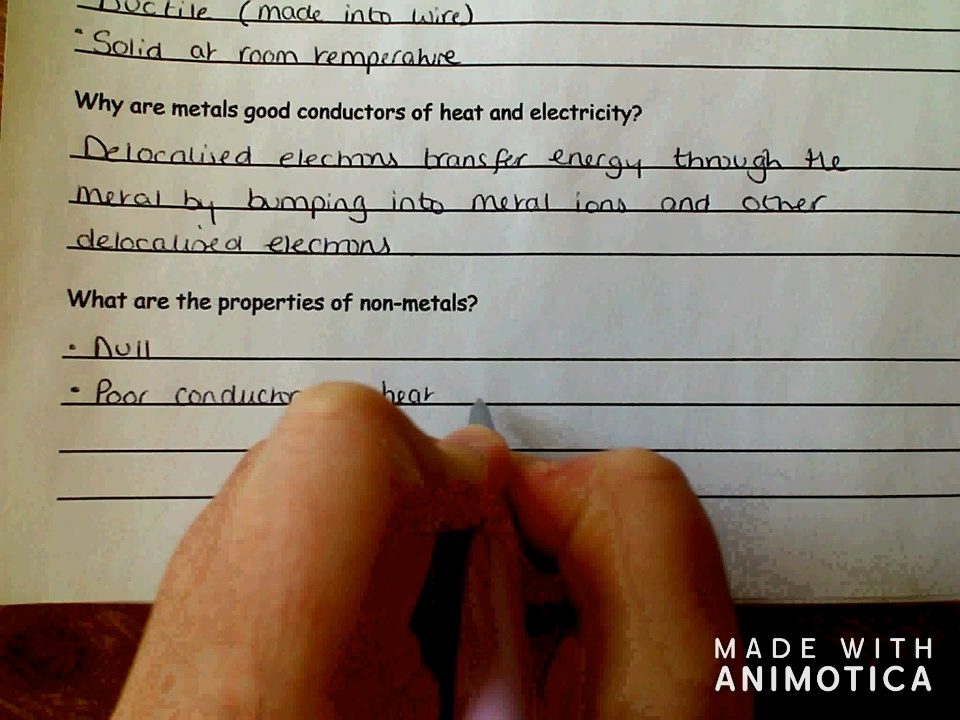 Ductile (made into wire)
• Solid at room temperature
Why are metals good conductors of heat and electricity?
Delocalised electrons transfer energy through the
metal by bumping into metal ions and other
delocalised electrons
What are the properties of non-metals?
• Dull
• Poor conductor heat
MADE WITH
ANIMOTICA